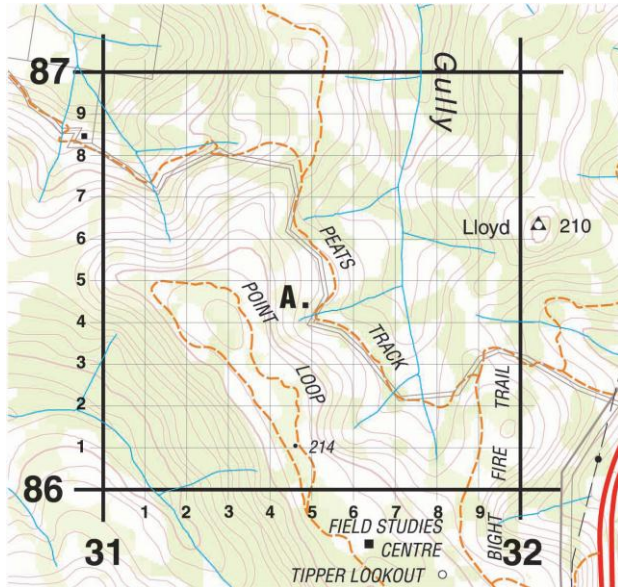 Gully
87
9
8
7
6
5
4
3
2
1
86
Lloyd
210
PEATS
TRACK
A.
POINT
LOOP
214
BIGHT FIRE TRAIL
1 2 3 4 5 6 7 8 9
31
32
FIELD STUDIES
CENTRE
TIPPER LOOKOUT